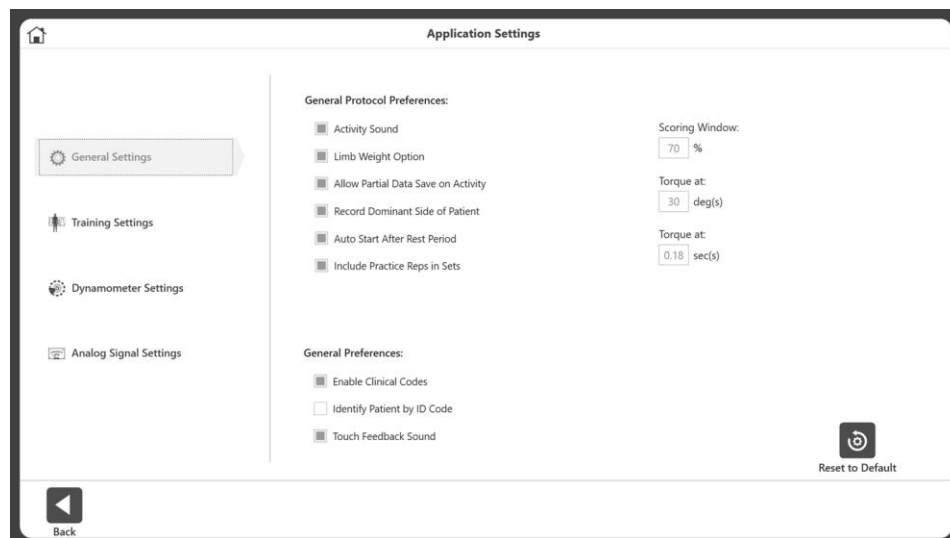 Application Settings
General Settings
Training Settings
Dynamometer Settings
Analog Signal Settings
General Protocol Preferences:
Activity Sound
Limb Weight Option
Allow Partial Data Save on Activity
Record Dominant Side of Patient
Auto Start After Rest Period
Include Practice Reps in Sets
Scoring Window:
70 %
Torque at:
30 deg(s)
Torque at:
0.18 sec(s)
General Preferences:
Enable Clinical Codes
Identify Patient by ID Code
Touch Feedback Sound
Reset to Default
Back